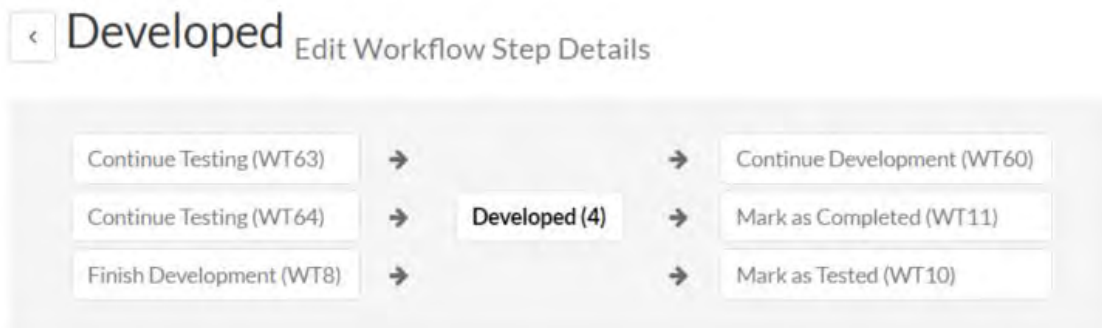 Developed Edit Workflow Step Details
Continue Testing (WT63)
Continue Development (WT60)
Continue Testing (WT64)
Developed (4)
Mark as Completed (WT11)
Finish Development (WT8)
Mark as Tested (WT10)